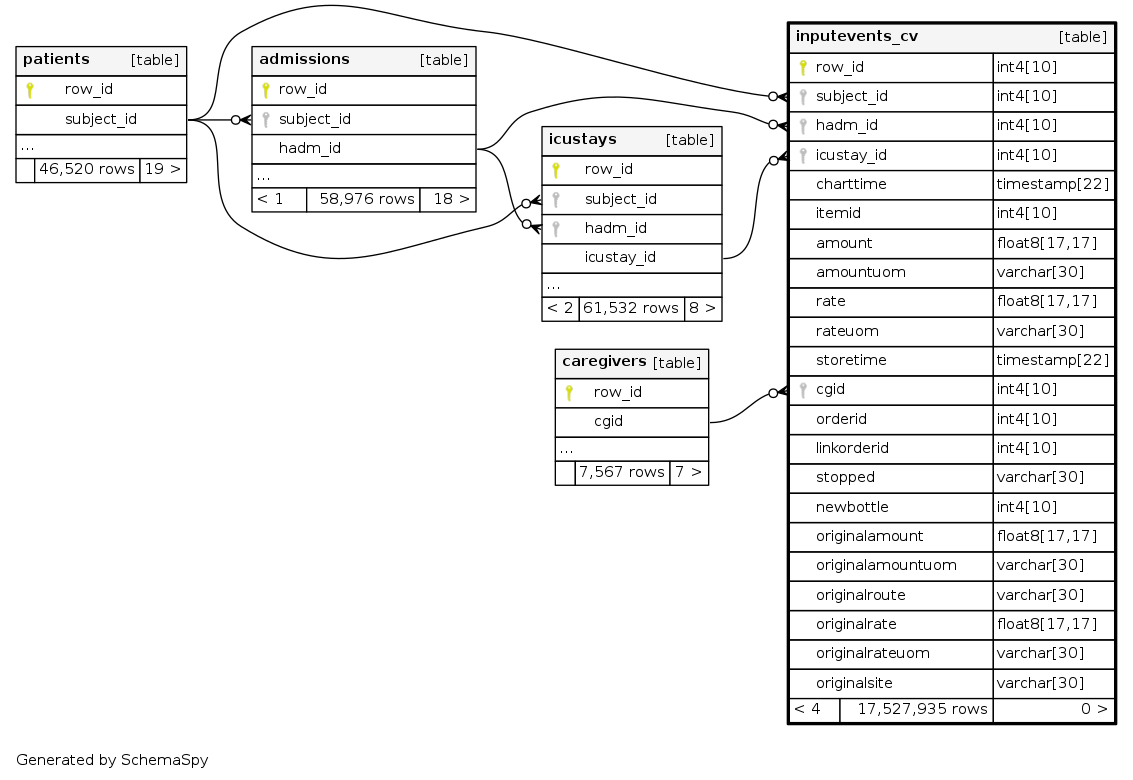 patients [table]
row_id
subject_id
...
46,520 rows 19 >
admissions [table]
row_id
subject_id
hadm_id
...
< 1 58,976 rows 18 >
icustays [table]
row_id
subject_id
hadm_id
icustay_id
...
< 2 61,532 rows 8 >
caregivers [table]
row_id
cgid
...
7,567 rows 7 >
inputevents_cv [table]
row_id int4[10]
subject_id int4[10]
hadm_id int4[10]
icustay_id int4[10]
charttime timestamp[22]
itemid int4[10]
amount float8[17,17]
amountuom varchar[30]
rate float8[17,17]
rateuom varchar[30]
storetime timestamp[22]
cgid int4[10]
orderid int4[10]
linkorderid int4[10]
stopped varchar[30]
newbottle int4[10]
originalamount float8[17,17]
originalamountuom varchar[30]
originalroute varchar[30]
originalrate float8[17,17]
originalrateuom varchar[30]
originalsite varchar[30]
< 4 17,527,935 rows 0 >
Generated by SchemaSpy